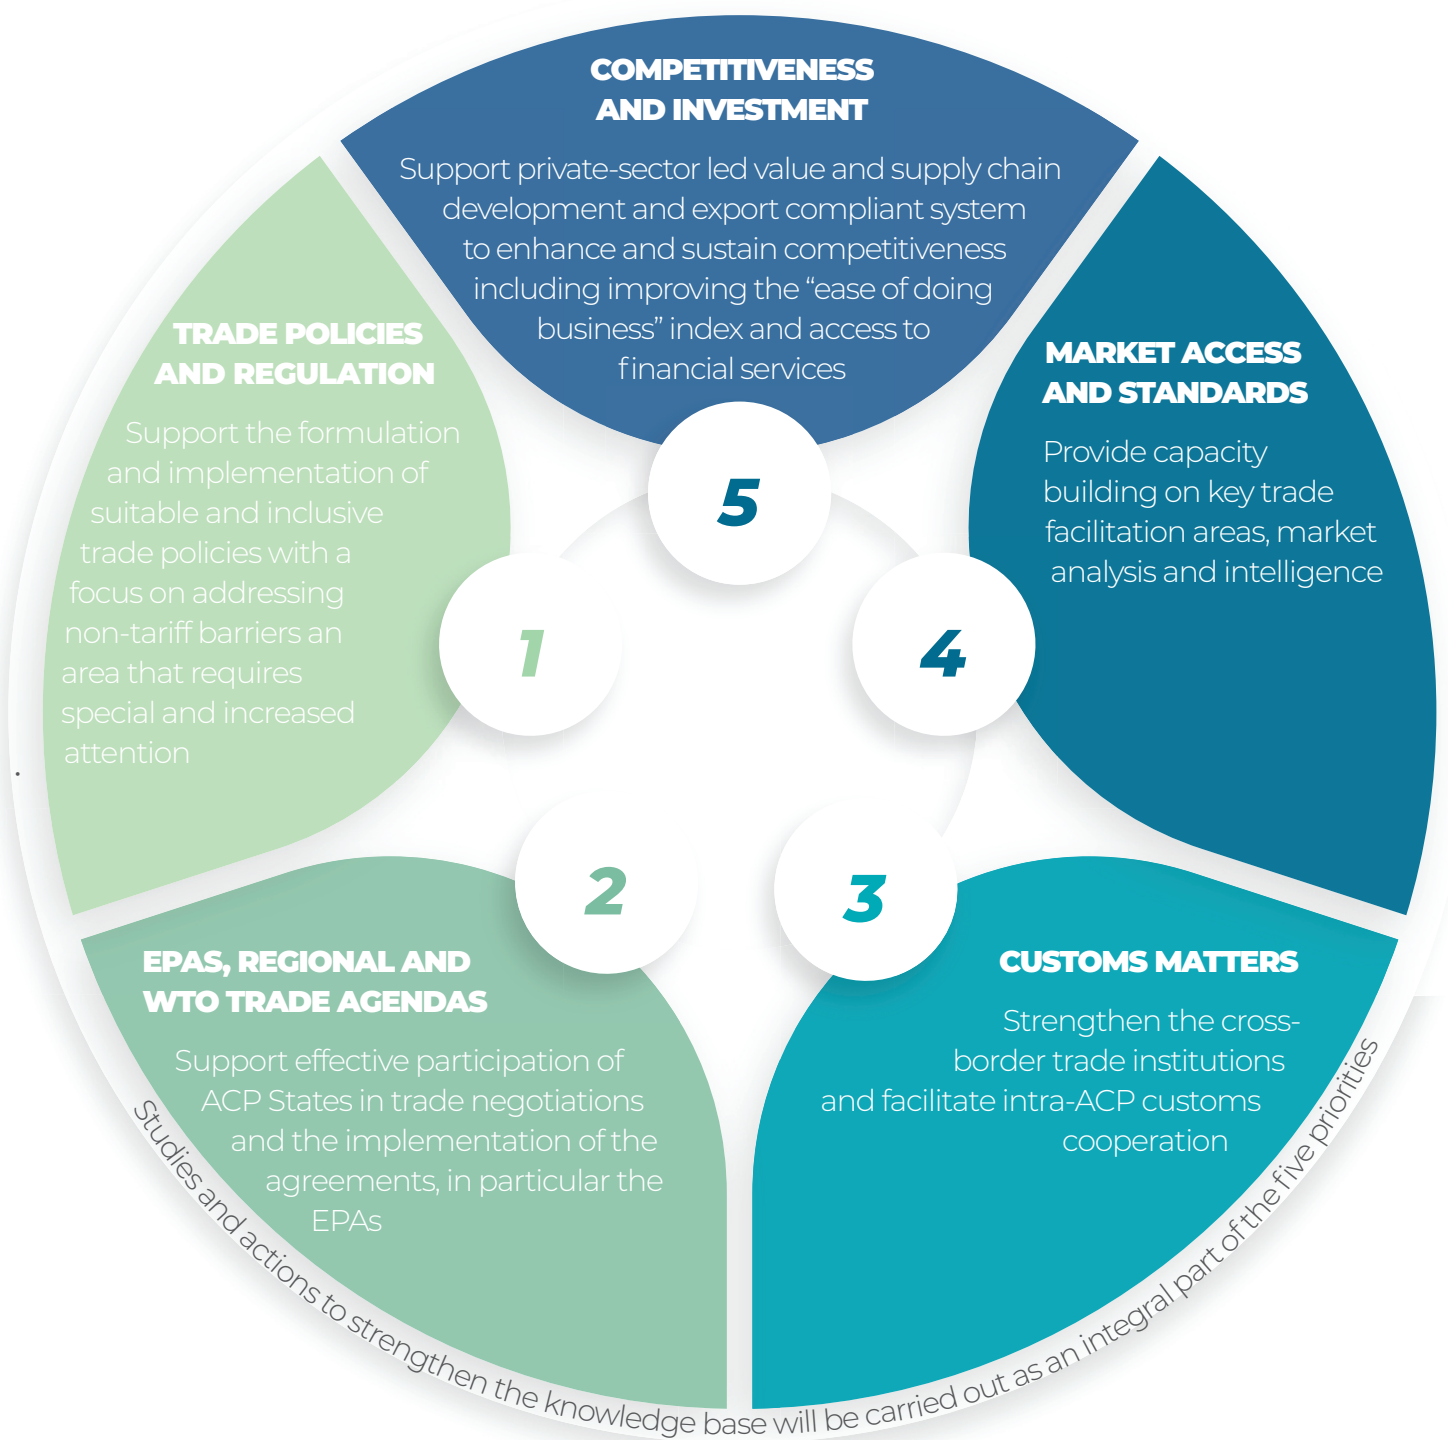 COMPETITIVENESS
AND INVESTMENT
Support private-sector led value and supply chain
development and export compliant system
to enhance and sustain competitiveness
including improving the “ease of doing
business” index and access to
financial services
5
TRADE POLICIES
AND REGULATION
Support the formulation
and implementation of
suitable and inclusive
trade policies with a
focus on addressing
non-tariff barriers an
area that requires
special and increased
attention
.
1
MARKET ACCESS
AND STANDARDS
Provide capacity
building on key trade
facilitation areas, market
analysis and intelligence
4
2
EPAS, REGIONAL AND
WTO TRADE AGENDAS
Support effective participation of
ACP States in trade negotiations
and the implementation of the
agreements, in particular the
EPAs
3
CUSTOMS MATTERS
Strengthen the cross-
border trade institutions
and facilitate intra-ACP customs
cooperation
Studies and actions to strengthen the knowledge base will be carried out as an integral part of the five priorities